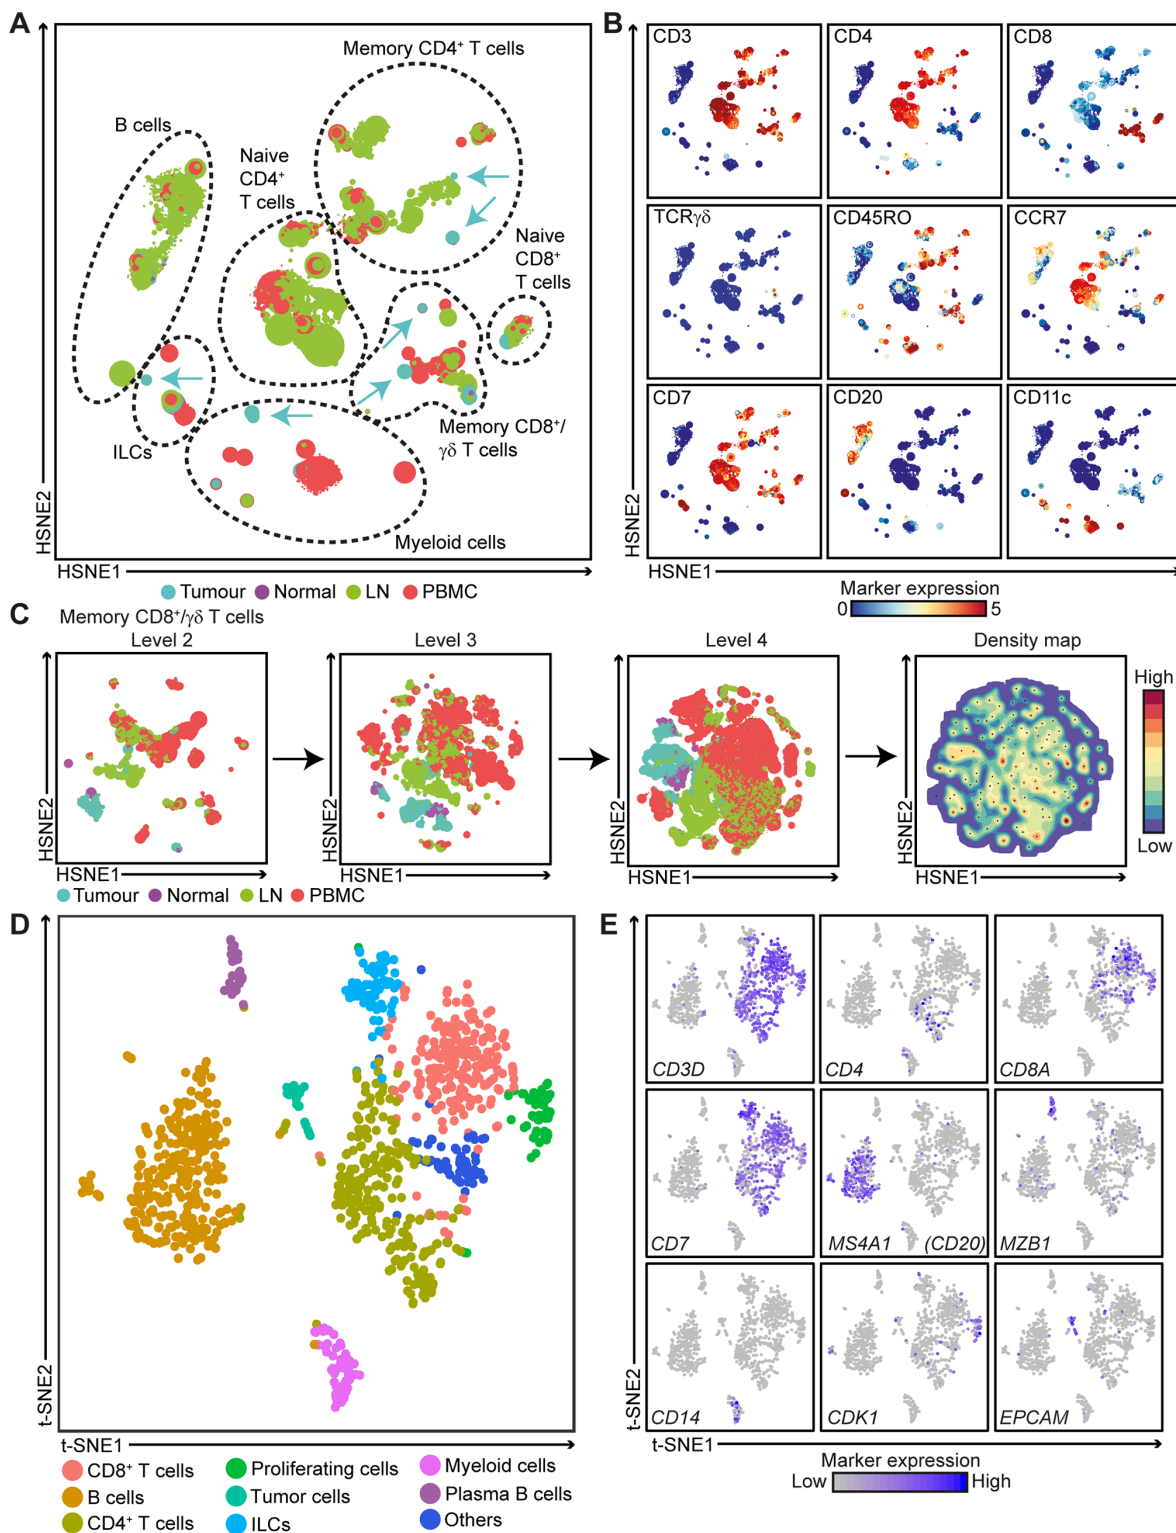 A
Memory CD4⁺ T cells
B cells
Naive
CD4⁺
T cells
Naive
CD8⁺
T cells
ILCs
Memory CD8⁺/
γδ T cells
Myeloid cells
HSNE2
HSNE1
Tumour Normal LN PBMC
B
CD3 CD4 CD8
TCRγδ CD45RO CCR7
CD7 CD20 CD11c
HSNE2
HSNE1
Marker expression
0 5
C
Memory CD8⁺/γδ T cells
Level 2 Level 3 Level 4 Density map
High
Low
HSNE2 HSNE2 HSNE2 HSNE2
HSNE1 HSNE1 HSNE1 HSNE1
Tumour Normal LN PBMC
D
t-SNE2
t-SNE1
CD8⁺ T cells Proliferating cells Myeloid cells
B cells Tumor cells Plasma B cells
CD4⁺ T cells ILCs Others
E
CD3D CD4 CD8A
CD7 MS4A1 (CD20) MZB1
CD14 CDK1 EPCAM
t-SNE2
t-SNE1
Marker expression
Low High